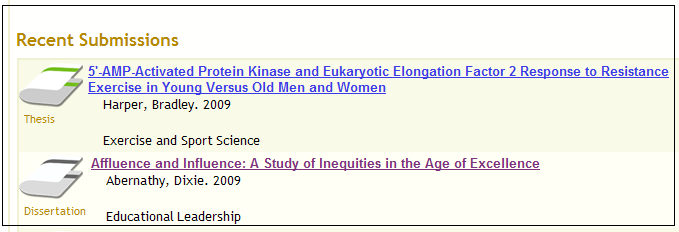 Recent Submissions
5'-AMP-Activated Protein Kinase and Eukaryotic Elongation Factor 2 Response to Resistance
Exercise in Young Versus Old Men and Women
Harper, Bradley. 2009
Thesis
Exercise and Sport Science
Affluence and Influence: A Study of Inequities in the Age of Excellence
Abernathy, Dixie. 2009
Dissertation
Educational Leadership